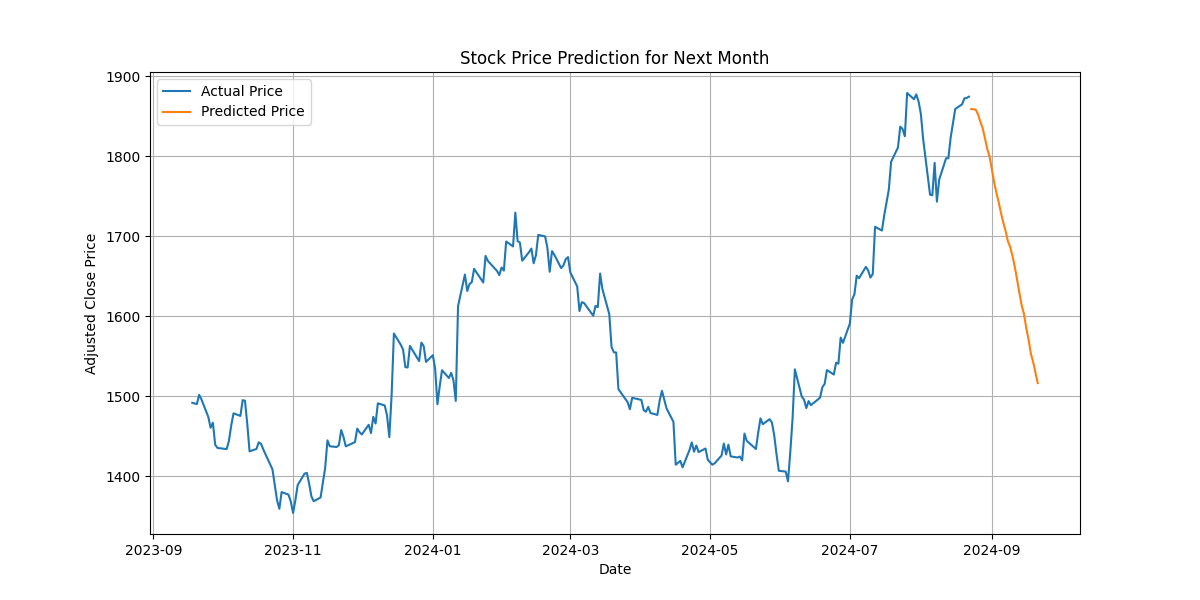 Stock Price Prediction for Next Month
Actual Price
Predicted Price
Adjusted Close Price
1900
1800
1700
1600
1500
1400
2023-09
2023-11
2024-01
2024-03
2024-05
2024-07
2024-09
Date